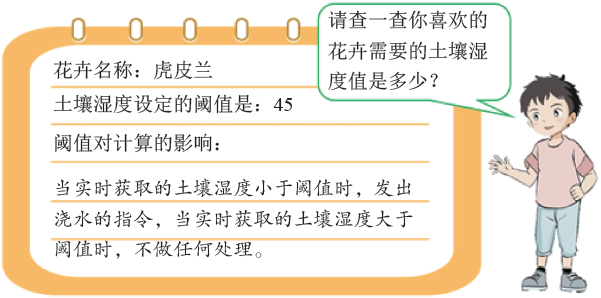 请查一查你喜欢的
花卉需要的土壤湿
度值是多少？
花卉名称：虎皮兰
土壤湿度设定的阈值是：45
阈值对计算的影响：
当实时获取的土壤湿度小于阈值时，发出
浇水的指令，当实时获取的土壤湿度大于
阈值时，不做任何处理。